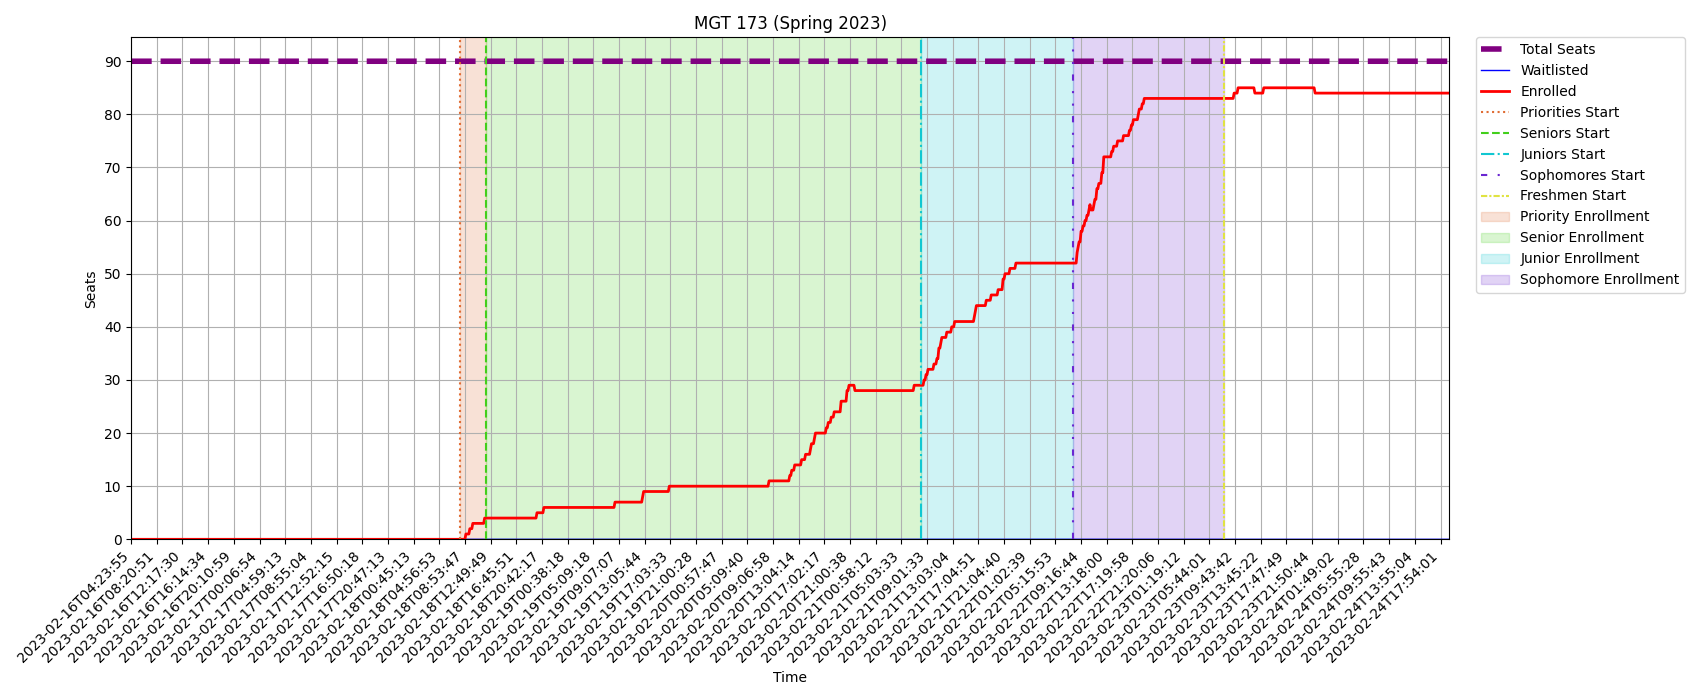 MGT 173 (Spring 2023)
Seats
90
80
70
60
50
40
30
20
10
0
2023-02-16T04:23:55
2023-02-16T08:20:51
2023-02-16T12:17:30
2023-02-16T16:14:34
2023-02-16T20:10:59
2023-02-17T00:06:54
2023-02-17T04:59:13
2023-02-17T08:55:04
2023-02-17T12:52:15
2023-02-17T16:50:18
2023-02-17T20:47:13
2023-02-18T00:45:13
2023-02-18T04:56:53
2023-02-18T08:53:47
2023-02-18T12:49:49
2023-02-18T16:45:51
2023-02-18T20:42:17
2023-02-19T00:38:18
2023-02-19T05:09:18
2023-02-19T09:07:07
2023-02-19T13:05:44
2023-02-19T17:03:33
2023-02-19T21:00:28
2023-02-20T00:57:47
2023-02-20T05:09:40
2023-02-20T09:06:58
2023-02-20T13:04:14
2023-02-20T17:02:17
2023-02-20T21:00:38
2023-02-21T00:58:12
2023-02-21T05:03:33
2023-02-21T09:01:33
2023-02-21T13:03:04
2023-02-21T17:04:51
2023-02-21T21:04:40
2023-02-22T01:02:39
2023-02-22T05:15:53
2023-02-22T09:16:44
2023-02-22T13:18:00
2023-02-22T17:19:58
2023-02-22T21:20:06
2023-02-23T01:19:12
2023-02-23T05:44:01
2023-02-23T09:43:42
2023-02-23T13:45:22
2023-02-23T17:47:49
2023-02-23T21:50:44
2023-02-24T01:49:02
2023-02-24T05:55:28
2023-02-24T09:55:43
2023-02-24T13:55:04
2023-02-24T17:54:01
Time
Total Seats
Waitlisted
Enrolled
Priorities Start
Seniors Start
Juniors Start
Sophomores Start
Freshmen Start
Priority Enrollment
Senior Enrollment
Junior Enrollment
Sophomore Enrollment